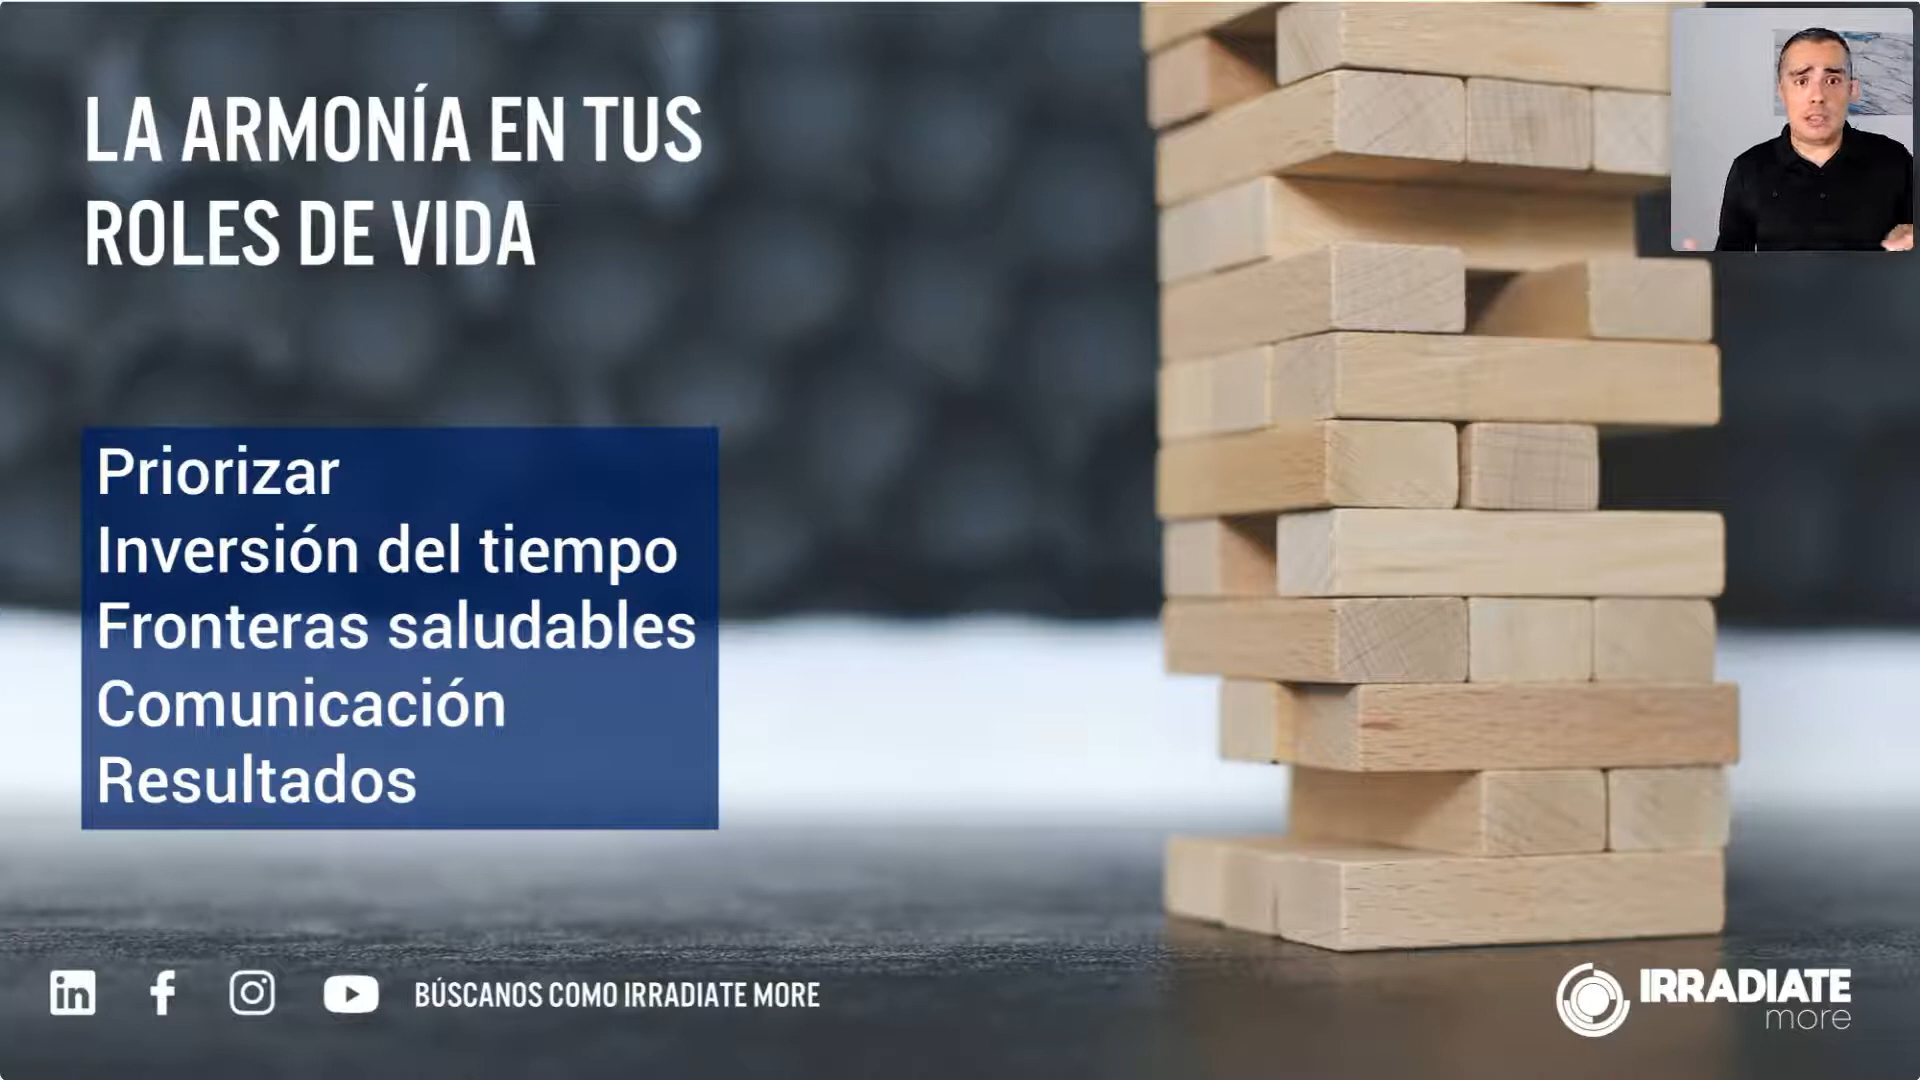 LA ARMONÍA EN TUS
ROLES DE VIDA
Priorizar
Inversión del tiempo
Fronteras saludables
Comunicación
Resultados
in
BÚSCANOS COMO IRRADIATE MORE
IRRADIATE
more